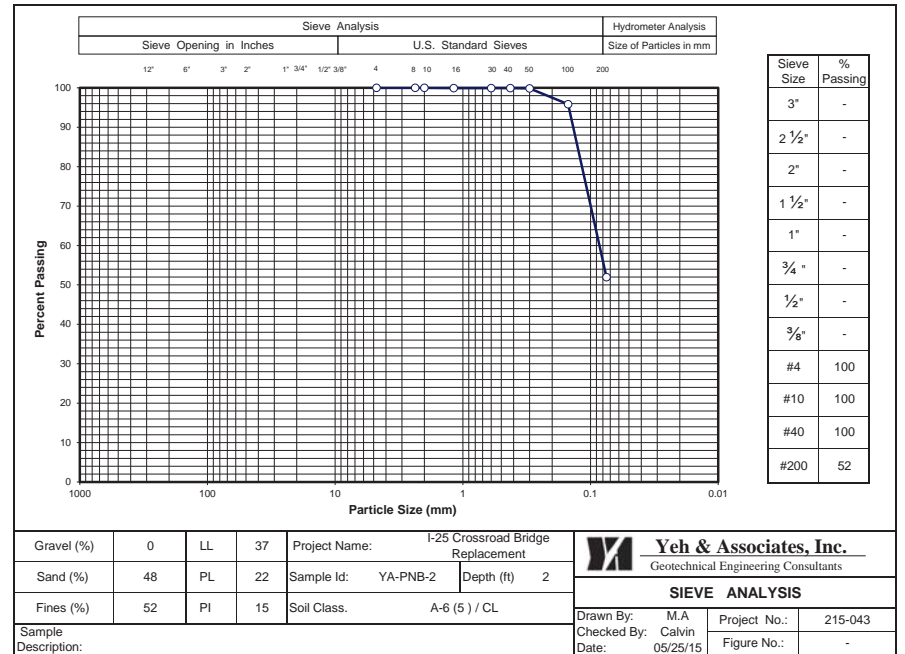 Sieve Analysis
Hydrometer Analysis
Sieve Opening in Inches
U.S. Standard Sieves
Size of Particles in mm
12" 6" 3" 2" 1" 3/4" 1/2" 3/8" 4 8 10 16 30 40 50 100 200
100
90
80
70
60
50
40
30
20
10
0
Percent Passing
1000 100 10 1 0.1 0.01
Particle Size (mm)
Sieve Size % Passing
3" -
2 ½" -
2" -
1 ½" -
1" -
¾ " -
½" -
⅜" -
#4 100
#10 100
#40 100
#200 52
Gravel (%) 0 LL 37 Project Name: I-25 Crossroad Bridge Replacement
Sand (%) 48 PL 22 Sample Id: YA-PNB-2 Depth (ft) 2
Fines (%) 52 PI 15 Soil Class. A-6 (5 ) / CL
Sample Description:
Yeh & Associates, Inc.
Geotechnical Engineering Consultants
SIEVE ANALYSIS
Drawn By: M.A
Checked By: Calvin
Date: 05/25/15
Project No.: 215-043
Figure No.: -